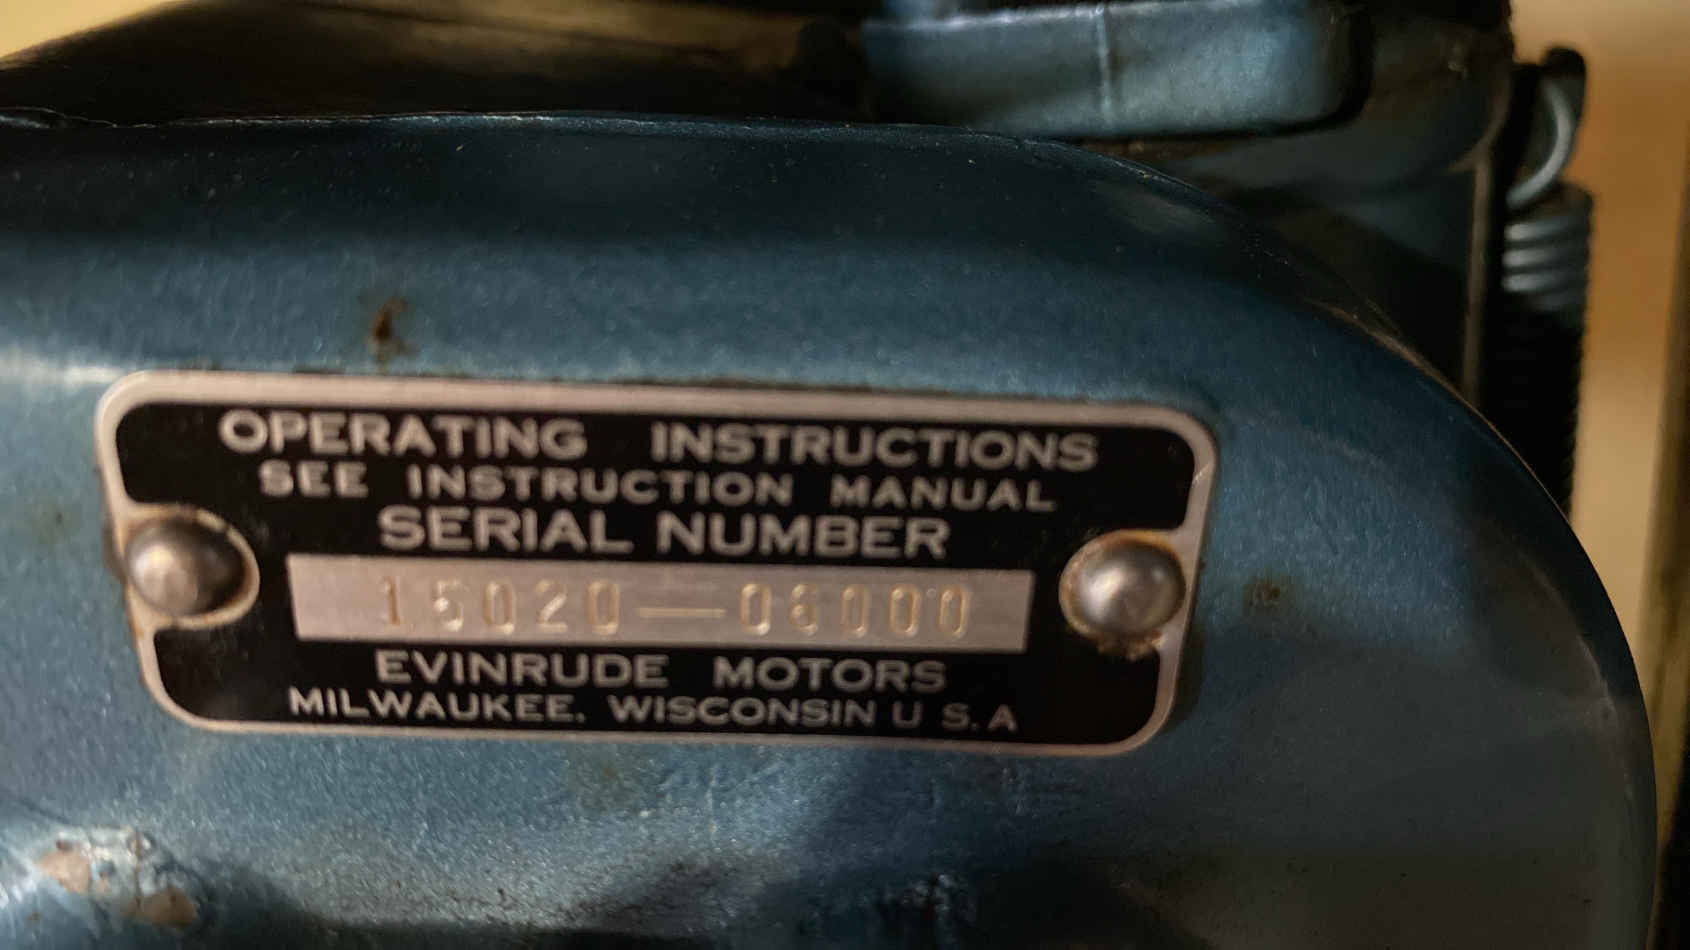 OPERATING INSTRUCTIONS
SEE INSTRUCTION MANUAL
SERIAL NUMBER
15020—06000
EVINRUDE MOTORS
MILWAUKEE. WISCONSIN U S. A